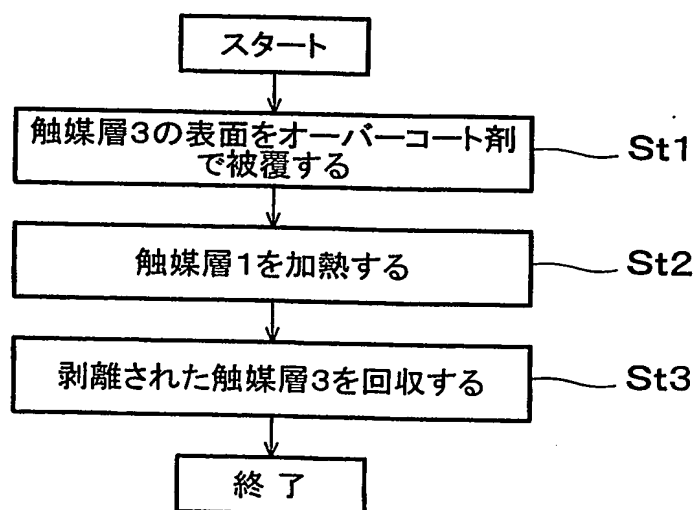 スタート
触媒層3の表面をオーバーコート剤
で被覆する
St1
触媒層1を加熱する
St2
剥離された触媒層3を回収する
St3
終了